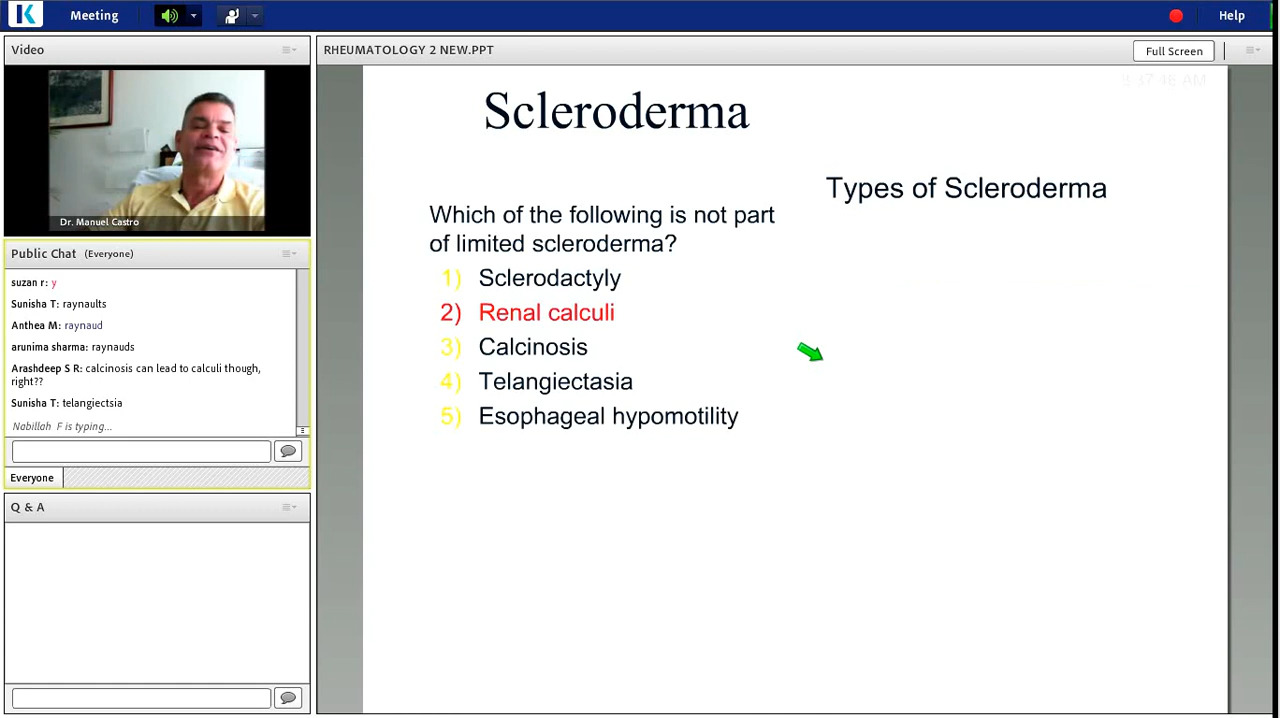 K
Meeting
Help
Video
RHEUMATOLOGY 2 NEW.PPT
Full Screen
Dr. Manuel Castro
Public Chat (Everyone)
suzan r: y
Sunisha T: raynaults
Anthea M: raynaud
arunima sharma: raynauds
Arashdeep S R: calcinosis can lead to calculi though,
right??
Sunisha T: telangiectsia
Nabillah F is typing...
Everyone
Q & A
Scleroderma
Which of the following is not part
of limited scleroderma?
1) Sclerodactyly
2) Renal calculi
3) Calcinosis
4) Telangiectasia
5) Esophageal hypomotility
Types of Scleroderma